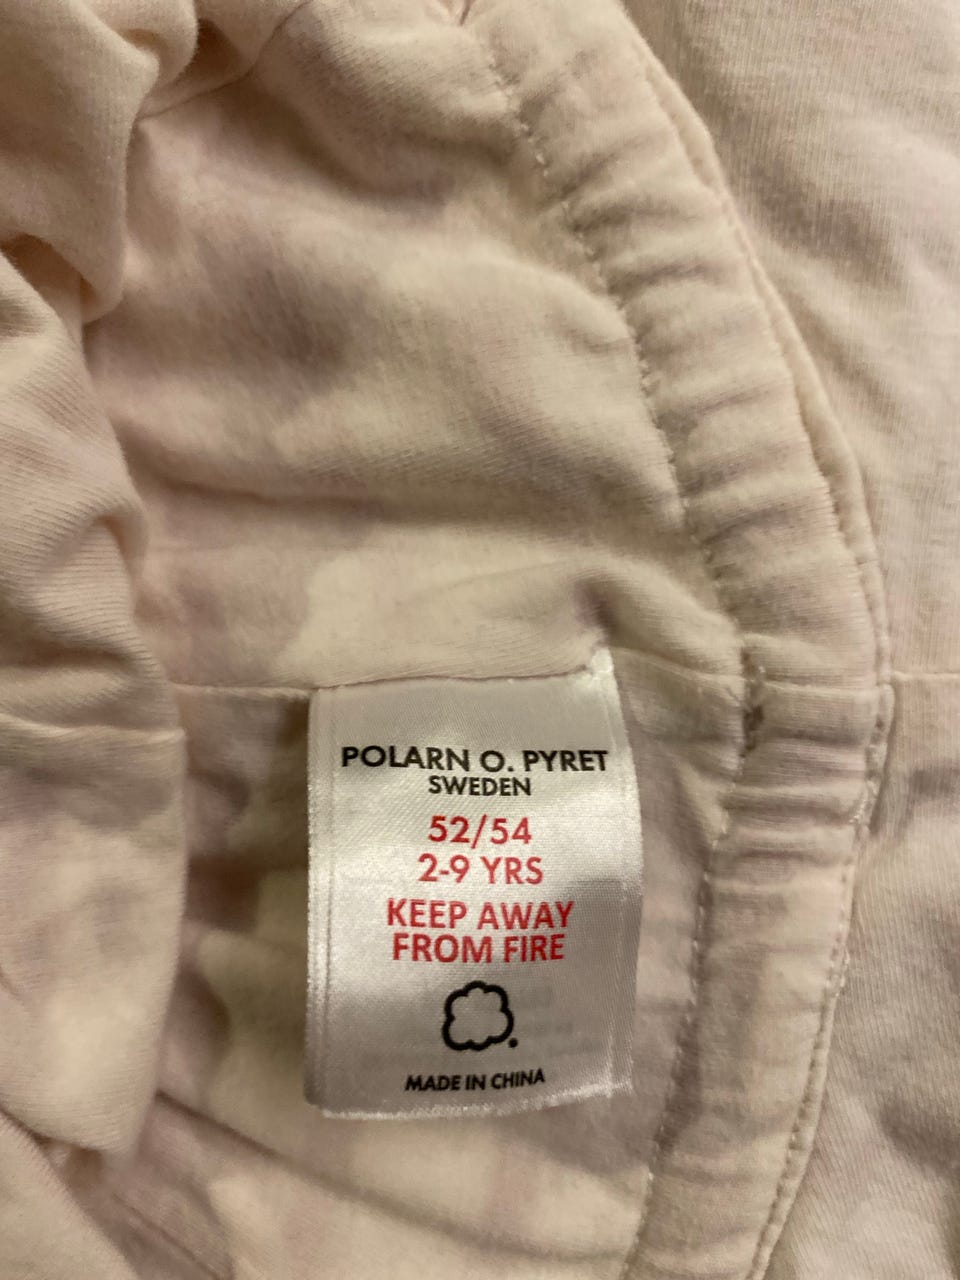 POLARN O. PYRET
SWEDEN
52/54
2-9 YRS
KEEP AWAY
FROM FIRE
MADE IN CHINA